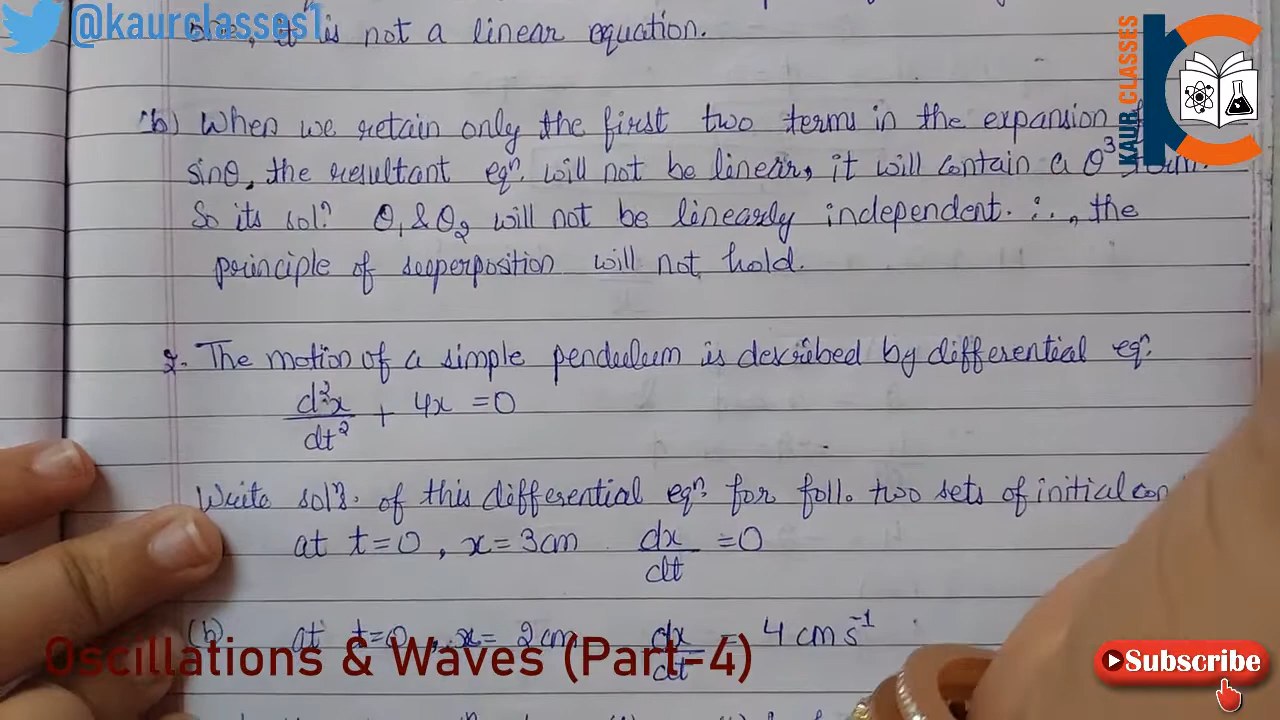 @kaurclasses1
is not a linear equation.
KAUR CLASSES
(b) When we retain only the first two terms in the expansion
sinθ, the resultant eqn. will not be linear, it will contain a θ³ term.
So its soln. θ₁ & θ₂ will not be linearly independent. ∴, the
principle of superposition will not hold.
2. The motion of a simple pendulum is described by differential eqn.
d²x/dt² + 4x = 0
Write soln. of this differential eqn. for foll. two sets of initial
at t=0, x=3cm dx/dt =0
(b) at t=0, x= 2cm dx/dt = 4 cm s⁻¹
Oscillations & Waves (Part-4)
Subscribe